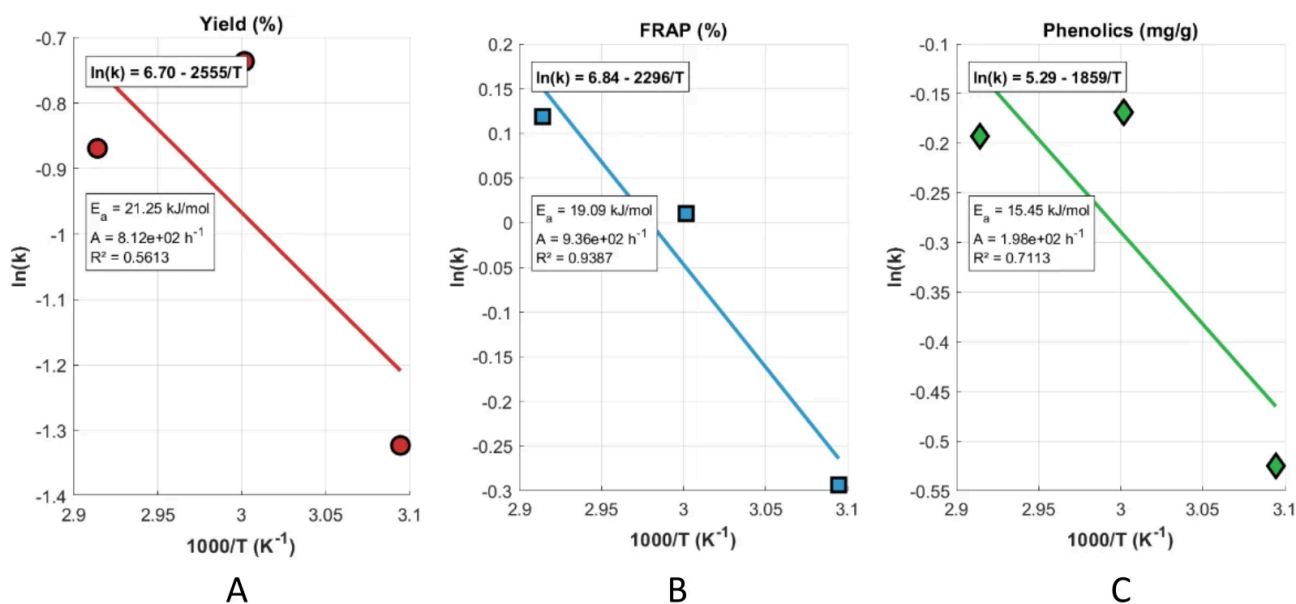 Yield (%)
ln(k) = 6.70 - 2555/T
E_a = 21.25 kJ/mol
A = 8.12e+02 h^-1
R² = 0.5613
ln(k)
-0.7
-0.8
-0.9
-1
-1.1
-1.2
-1.3
-1.4
2.9 2.95 3 3.05 3.1
1000/T (K^-1)
A
FRAP (%)
ln(k) = 6.84 - 2296/T
E_a = 19.09 kJ/mol
A = 9.36e+02 h^-1
R² = 0.9387
ln(k)
0.2
0.15
0.1
0.05
0
-0.05
-0.1
-0.15
-0.2
-0.25
-0.3
2.9 2.95 3 3.05 3.1
1000/T (K^-1)
B
Phenolics (mg/g)
ln(k) = 5.29 - 1859/T
E_a = 15.45 kJ/mol
A = 1.98e+02 h^-1
R² = 0.7113
ln(k)
-0.1
-0.15
-0.2
-0.25
-0.3
-0.35
-0.4
-0.45
-0.5
-0.55
2.9 2.95 3 3.05 3.1
1000/T (K^-1)
C